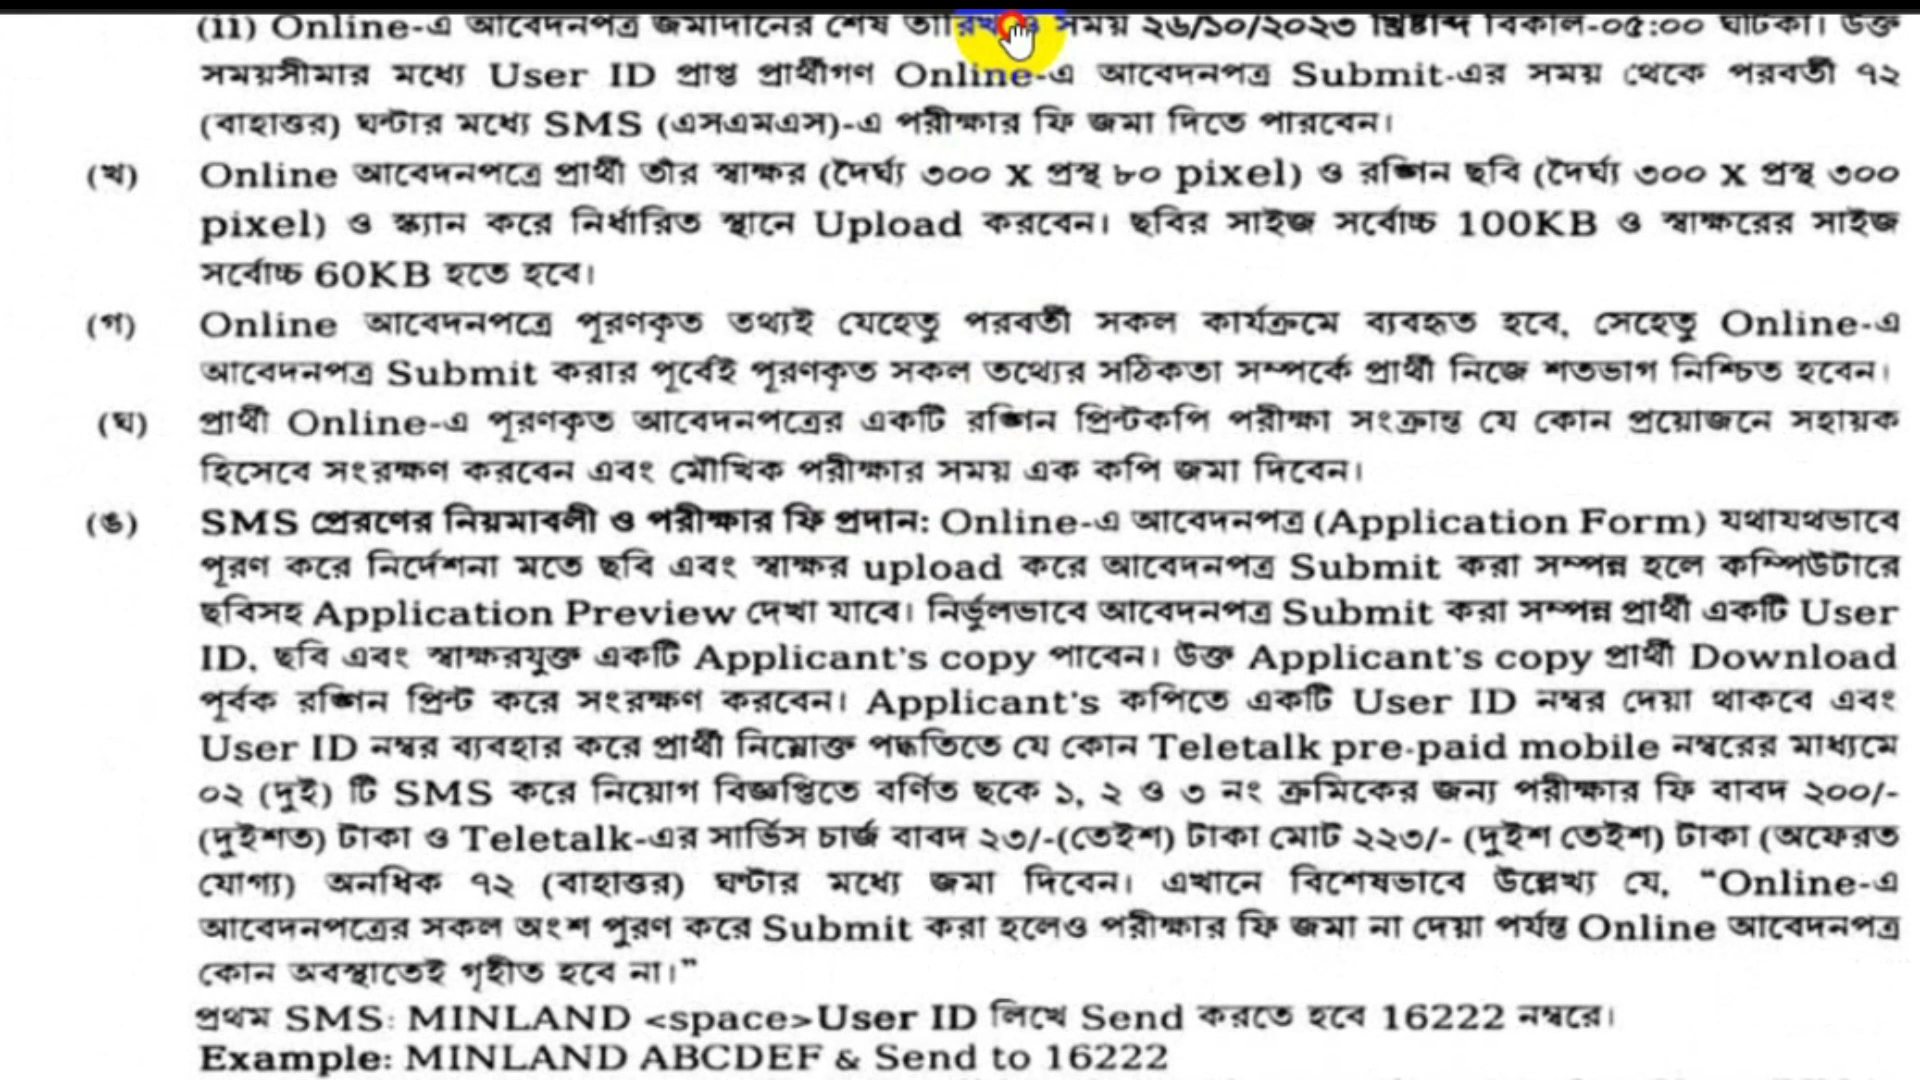 (ii) Online-এ আবেদনপত্র জমাদানের শেষ তারিখ ও সময় ২৬/১০/২০২৩ খ্রিষ্টাব্দ বিকাল-০৫:০০ ঘটিকা। উক্ত
সময়সীমার মধ্যে User ID প্রাপ্ত প্রার্থীগণ Online-এ আবেদনপত্র Submit-এর সময় থেকে পরবর্তী ৭২
(বাহাত্তর) ঘন্টার মধ্যে SMS (এসএমএস)-এ পরীক্ষার ফি জমা দিতে পারবেন।
(খ) Online আবেদনপত্রে প্রার্থী তাঁর স্বাক্ষর (দৈর্ঘ্য ৩০০ x প্রস্থ ৮০ pixel) ও রঙ্গিন ছবি (দৈর্ঘ্য ৩০০ x প্রস্থ ৩০০
pixel) ও স্ক্যান করে নির্ধারিত স্থানে Upload করবেন। ছবির সাইজ সর্বোচ্চ 100KB ও স্বাক্ষরের সাইজ
সর্বোচ্চ 60KB হতে হবে।
(গ) Online আবেদনপত্রে পূরণকৃত তথ্যই যেহেতু পরবর্তী সকল কার্যক্রমে ব্যবহৃত হবে, সেহেতু Online-এ
আবেদনপত্র Submit করার পূর্বেই পূরণকৃত সকল তথ্যের সঠিকতা সম্পর্কে প্রার্থী নিজে শতভাগ নিশ্চিত হবেন।
(ঘ) প্রার্থী Online-এ পূরণকৃত আবেদনপত্রের একটি রঙ্গিন প্রিন্টকপি পরীক্ষা সংক্রান্ত যে কোন প্রয়োজনে সহায়ক
হিসেবে সংরক্ষণ করবেন এবং মৌখিক পরীক্ষার সময় এক কপি জমা দিবেন।
(ঙ) SMS প্রেরণের নিয়মাবলী ও পরীক্ষার ফি প্রদান: Online-এ আবেদনপত্র (Application Form) যথাযথভাবে
পূরণ করে নির্দেশনা মতে ছবি এবং স্বাক্ষর upload করে আবেদনপত্র Submit করা সম্পন্ন হলে কম্পিউটারে
ছবিসহ Application Preview দেখা যাবে। নির্ভুলভাবে আবেদনপত্র Submit করা সম্পন্ন প্রার্থী একটি User
ID, ছবি এবং স্বাক্ষরযুক্ত একটি Applicant's copy পাবেন। উক্ত Applicant's copy প্রার্থী Download
পূর্বক রঙ্গিন প্রিন্ট করে সংরক্ষণ করবেন। Applicant's কপিতে একটি User ID নম্বর দেয়া থাকবে এবং
User ID নম্বর ব্যবহার করে প্রার্থী নিম্নোক্ত পদ্ধতিতে যে কোন Teletalk pre-paid mobile নম্বরের মাধ্যমে
০২ (দুই) টি SMS করে নিয়োগ বিজ্ঞপ্তিতে বর্ণিত ছকে ১, ২ ও ৩ নং ক্রমিকের জন্য পরীক্ষার ফি বাবদ ২০০/-
(দুইশত) টাকা ও Teletalk-এর সার্ভিস চার্জ বাবদ ২৩/-(তেইশ) টাকা মোট ২২৩/- (দুইশ তেইশ) টাকা (অফেরত
যোগ্য) অনধিক ৭২ (বাহাত্তর) ঘন্টার মধ্যে জমা দিবেন। এখানে বিশেষভাবে উল্লেখ্য যে, “Online-এ
আবেদনপত্রের সকল অংশ পুরণ করে Submit করা হলেও পরীক্ষার ফি জমা না দেয়া পর্যন্ত Online আবেদনপত্র
কোন অবস্থাতেই গৃহীত হবে না।”
প্রথম SMS: MINLAND <space>User ID লিখে Send করতে হবে 16222 নম্বরে।
Example: MINLAND ABCDEF & Send to 16222